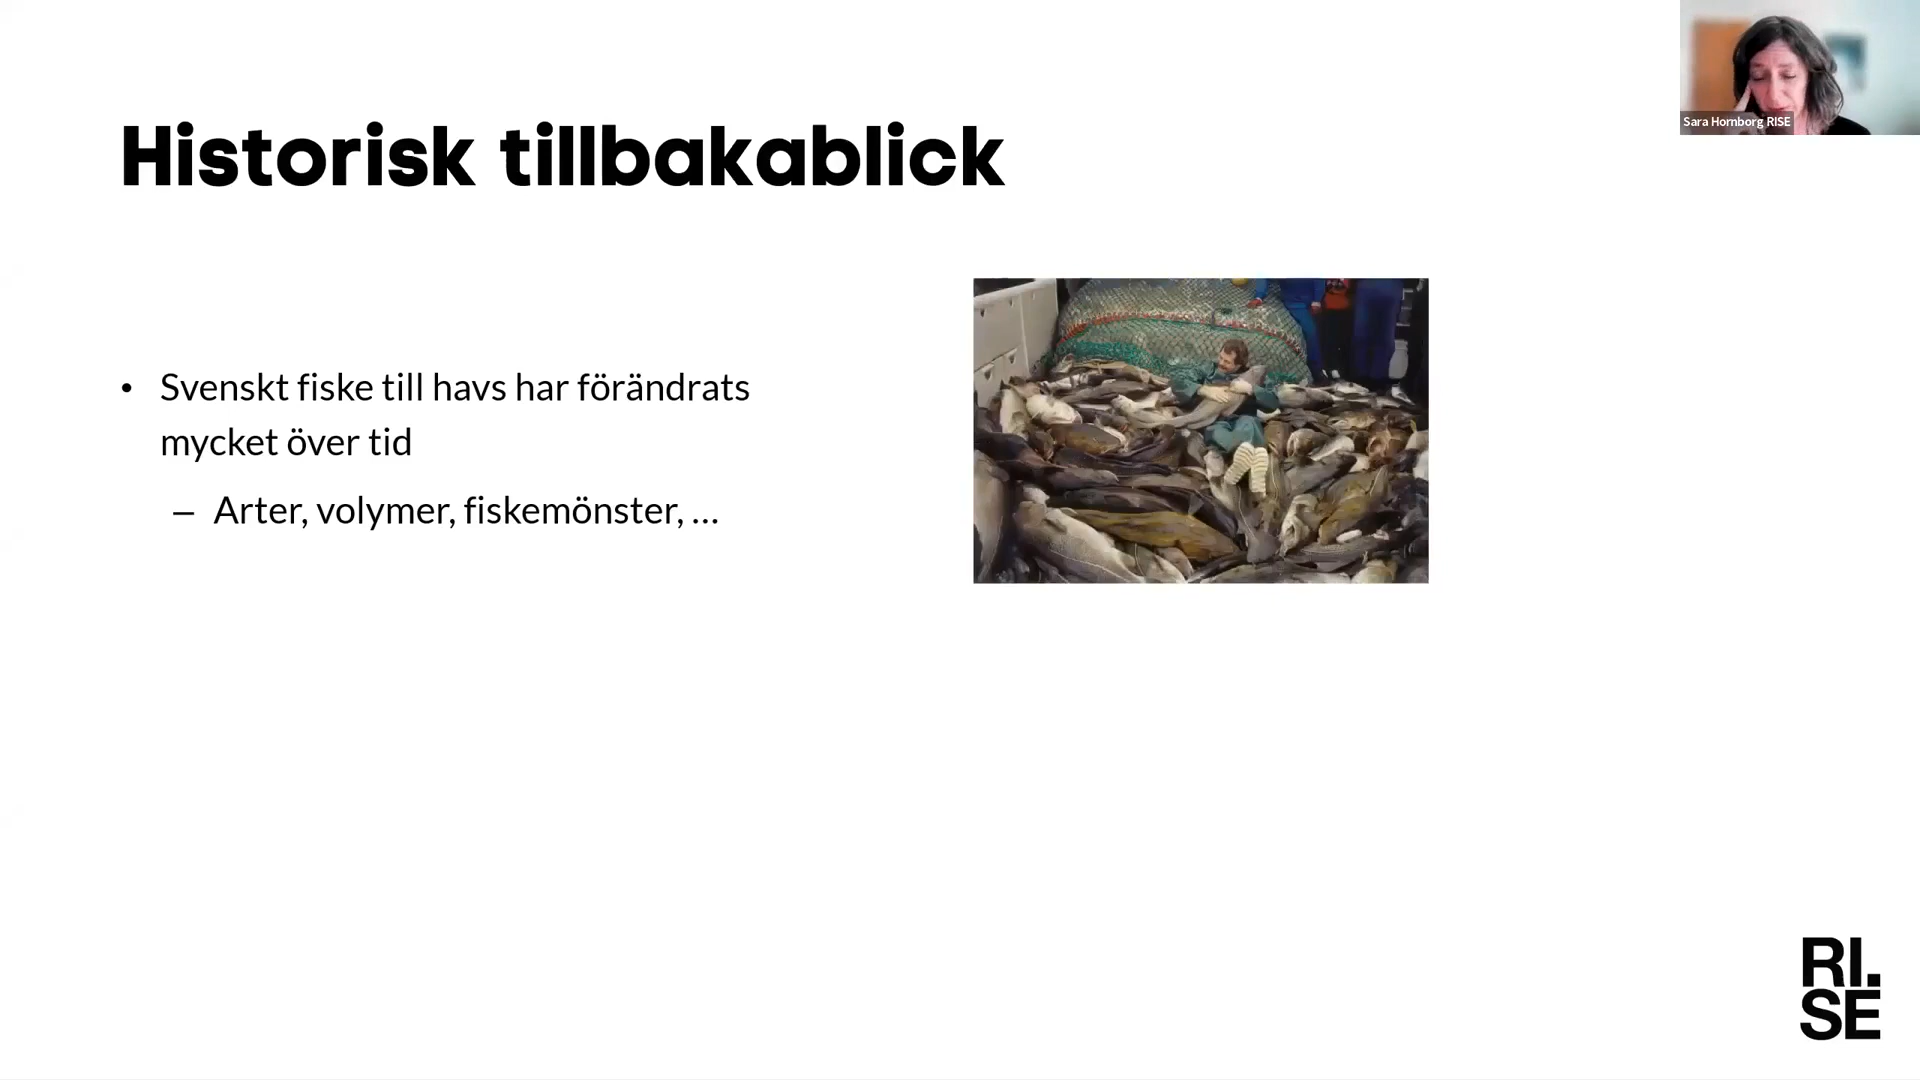 Sara Hornborg RISE
Historisk tillbakablick
• Svenskt fiske till havs har förändrats
mycket över tid
– Arter, volymer, fiskemönster, ...
RI.
SE